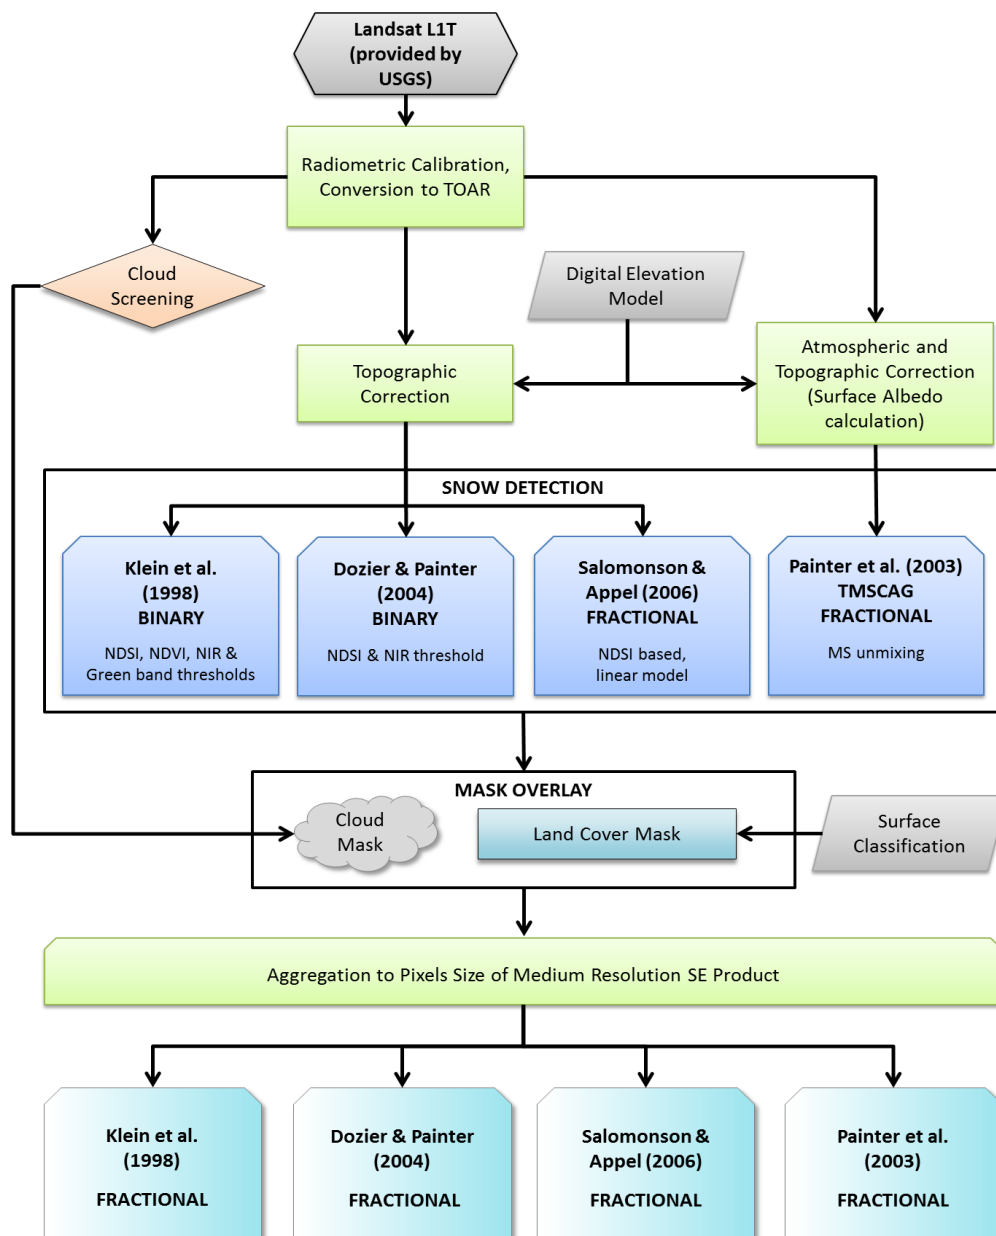 Landsat L1T
(provided by
USGS)
Radiometric Calibration,
Conversion to TOAR
Cloud
Screening
Digital Elevation
Model
Topographic
Correction
Atmospheric and
Topographic Correction
(Surface Albedo
calculation)
SNOW DETECTION
Klein et al.
(1998)
BINARY
NDSI, NDVI, NIR &
Green band thresholds
Dozier & Painter
(2004)
BINARY
NDSI & NIR threshold
Salomonson &
Appel (2006)
FRACTIONAL
NDSI based,
linear model
Painter et al. (2003)
TMSCAG
FRACTIONAL
MS unmixing
MASK OVERLAY
Cloud
Mask
Land Cover Mask
Surface
Classification
Aggregation to Pixels Size of Medium Resolution SE Product
Klein et al.
(1998)
FRACTIONAL
Dozier & Painter
(2004)
FRACTIONAL
Salomonson &
Appel (2006)
FRACTIONAL
Painter et al.
(2003)
FRACTIONAL